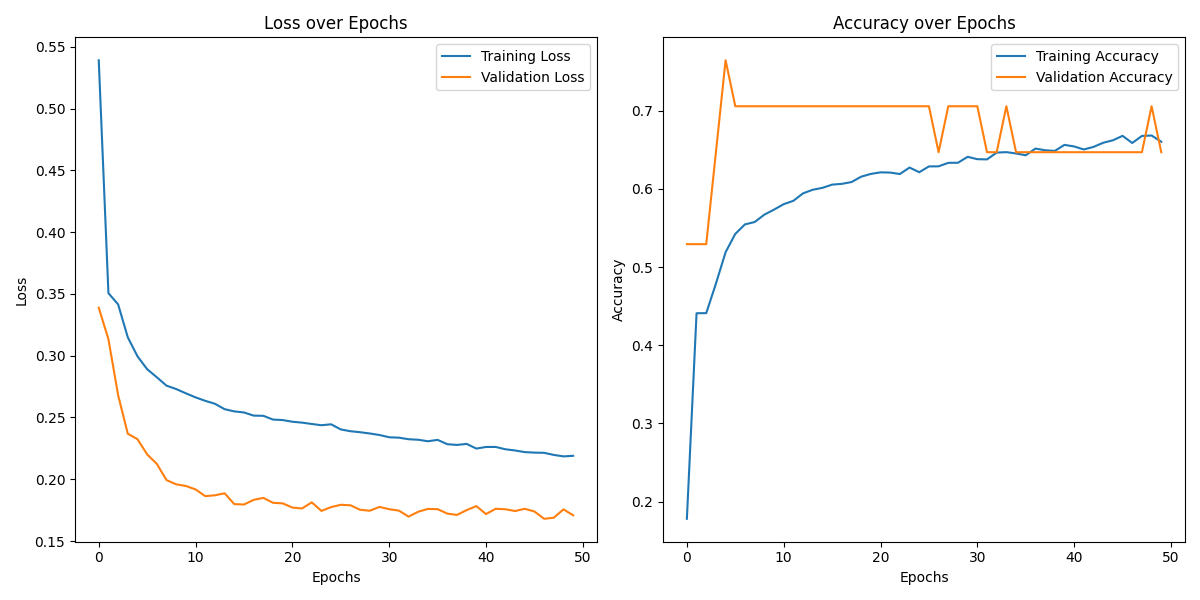 Loss over Epochs
Training Loss
Validation Loss
0.55
0.50
0.45
0.40
0.35
0.30
0.25
0.20
0.15
Loss
0
10
20
30
40
50
Epochs
Accuracy over Epochs
Training Accuracy
Validation Accuracy
0.7
0.6
0.5
0.4
0.3
0.2
Accuracy
0
10
20
30
40
50
Epochs